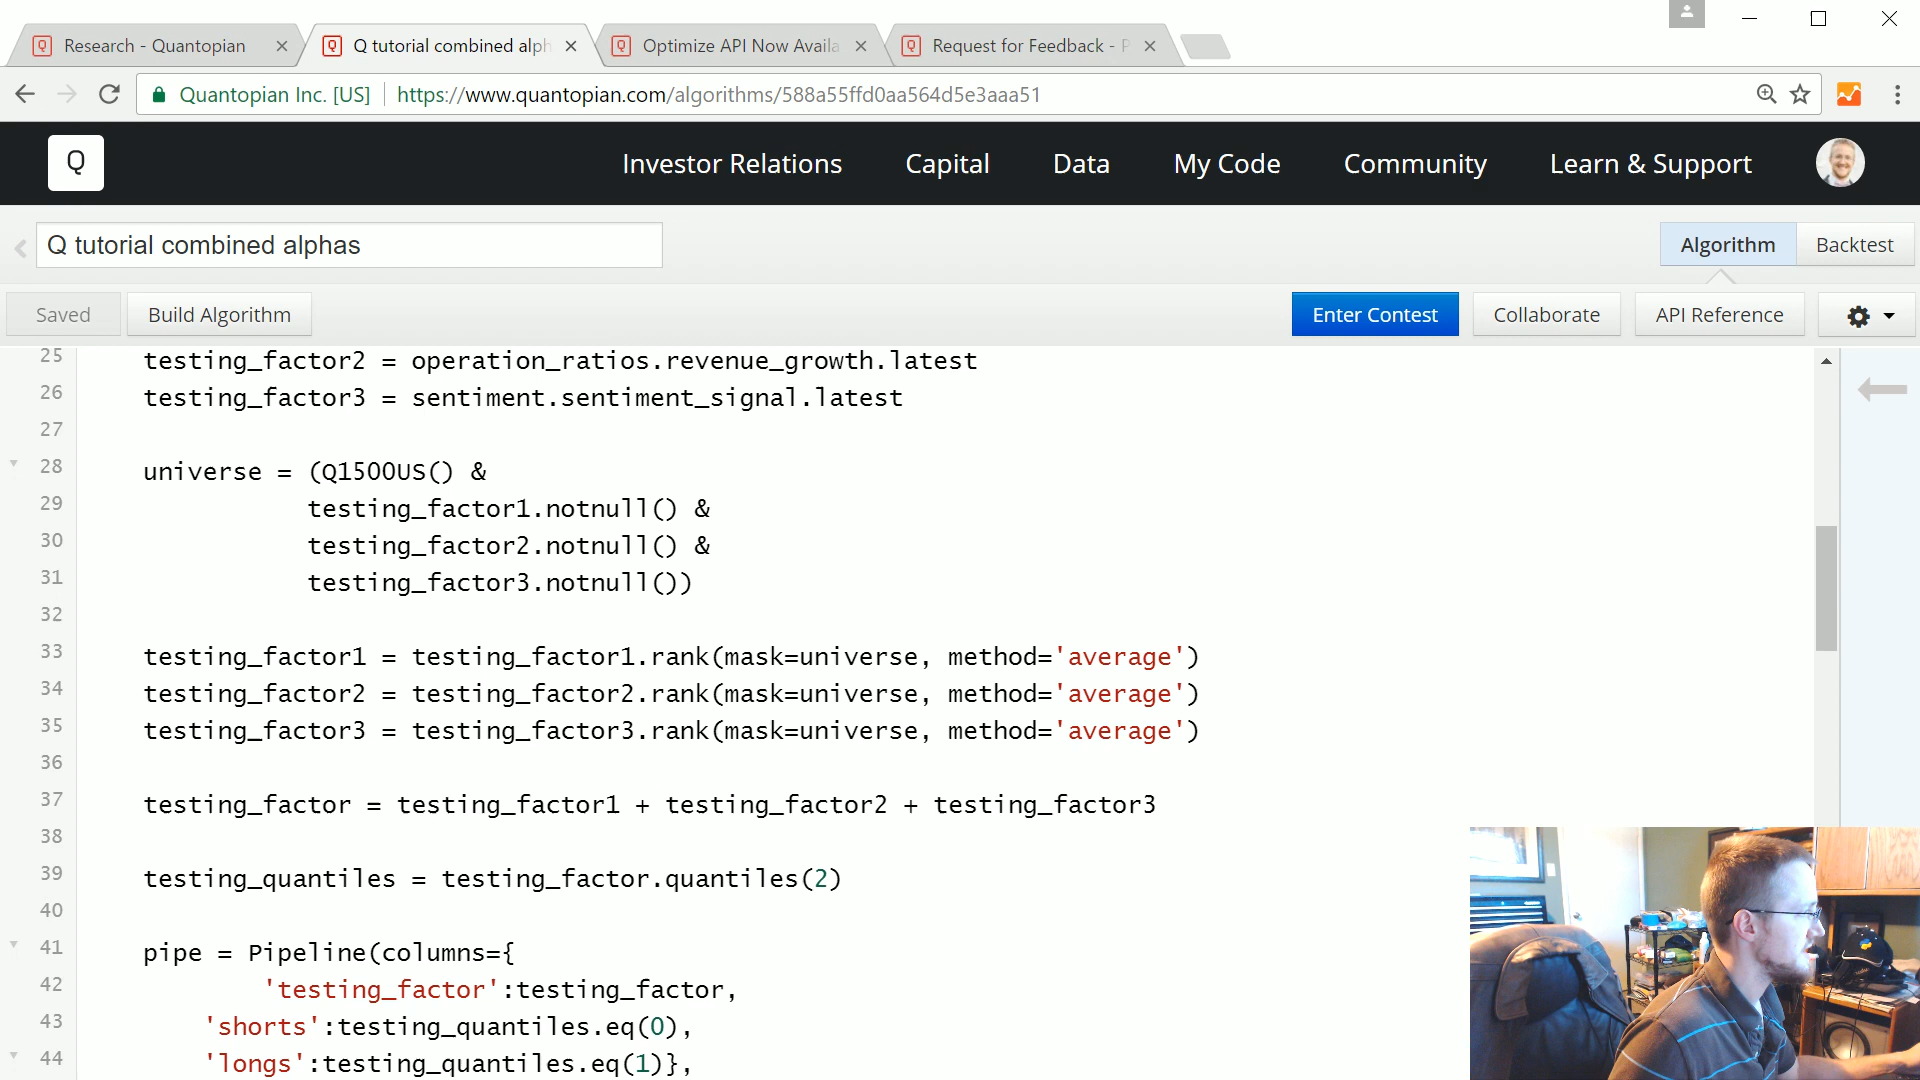 Research - Quantopian
Q tutorial combined alph
Optimize API Now Availa
Request for Feedback - P
Quantopian Inc. [US]
https://www.quantopian.com/algorithms/588a55ffd0aa564d5e3aaa51
Q
Investor Relations
Capital
Data
My Code
Community
Learn & Support
Q tutorial combined alphas
Algorithm
Backtest
Saved
Build Algorithm
Enter Contest
Collaborate
API Reference
25 testing_factor2 = operation_ratios.revenue_growth.latest
26 testing_factor3 = sentiment.sentiment_signal.latest
27
28 universe = (Q1500US() &
29 testing_factor1.notnull() &
30 testing_factor2.notnull() &
31 testing_factor3.notnull())
32
33 testing_factor1 = testing_factor1.rank(mask=universe, method='average')
34 testing_factor2 = testing_factor2.rank(mask=universe, method='average')
35 testing_factor3 = testing_factor3.rank(mask=universe, method='average')
36
37 testing_factor = testing_factor1 + testing_factor2 + testing_factor3
38
39 testing_quantiles = testing_factor.quantiles(2)
40
41 pipe = Pipeline(columns={
42 'testing_factor':testing_factor,
43 'shorts':testing_quantiles.eq(0),
44 'longs':testing_quantiles.eq(1)},